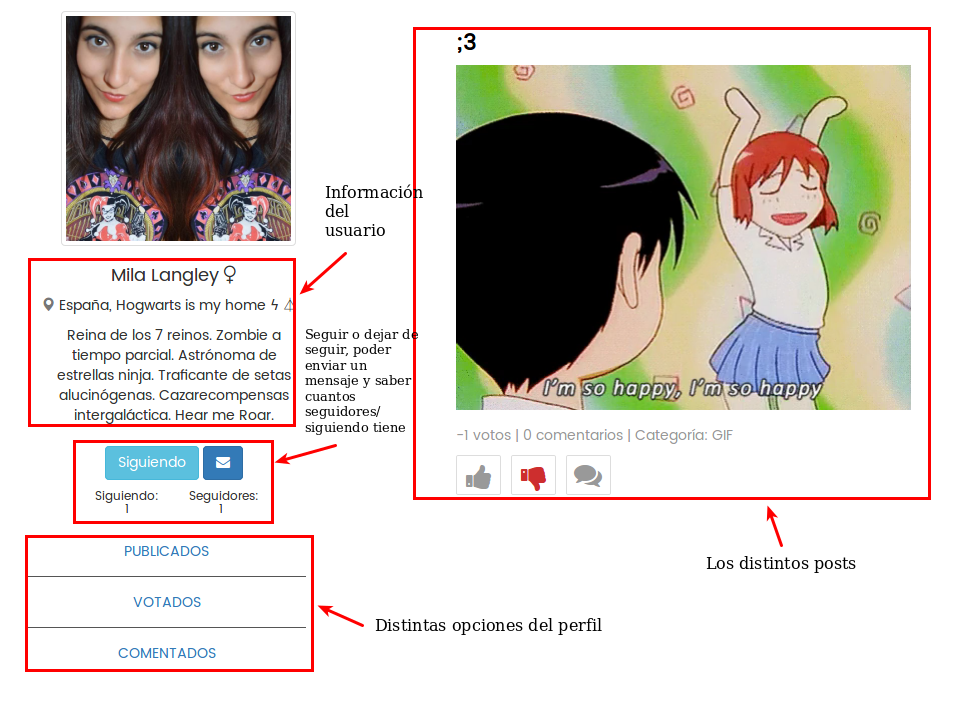 Información
del
usuario
Mila Langley ♀
España, Hogwarts is my home ϟ
Reina de los 7 reinos. Zombie a
tiempo parcial. Astrónoma de
estrellas ninja. Traficante de setas
alucinógenas. Cazarecompensas
intergaláctica. Hear me Roar.
Seguir o dejar de
seguir, poder
enviar un
mensaje y saber
cuantos
seguidores/
siguiendo tiene
Siguiendo
Siguiendo:
1
Seguidores:
1
PUBLICADOS
VOTADOS
COMENTADOS
Distintas opciones del perfil
;3
I'm so happy, I'm so happy
-1 votos | 0 comentarios | Categoría: GIF
Los distintos posts